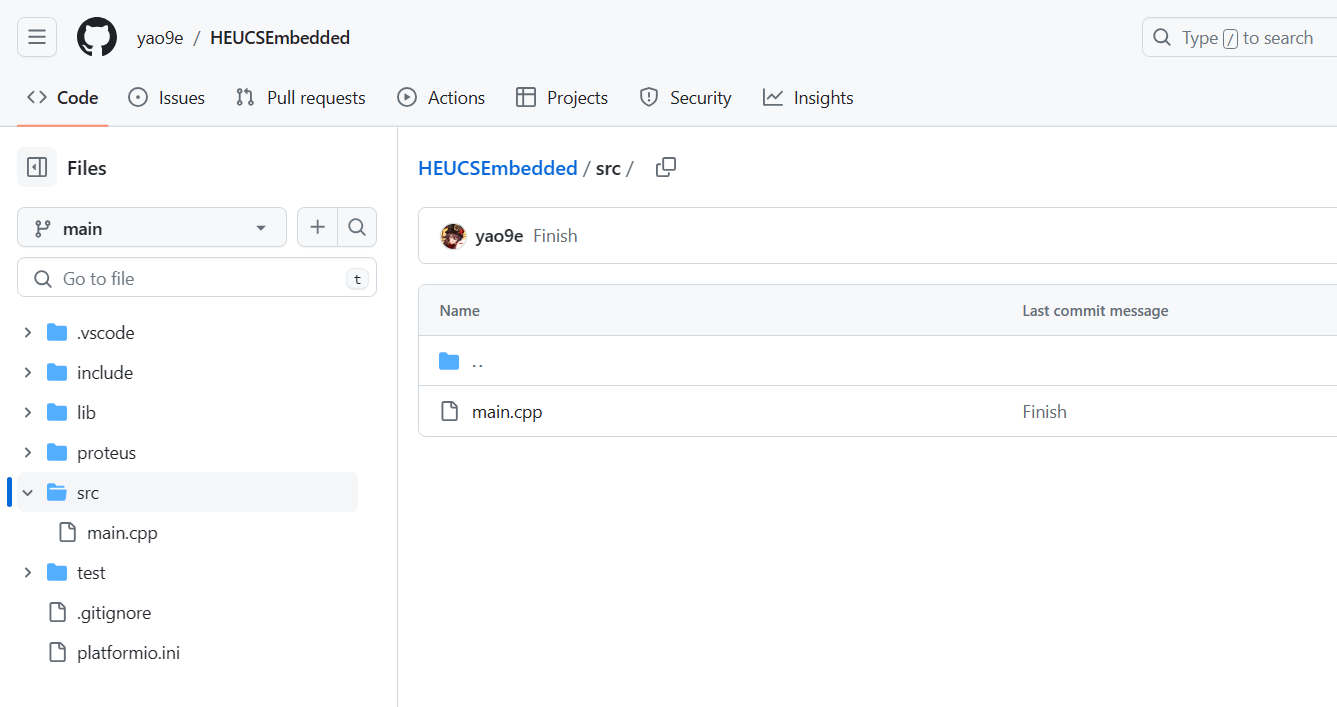 yao9e / HEUCSEmbedded
Type / to search
Code Issues Pull requests Actions Projects Security Insights
Files
main
Go to file t
.vscode
include
lib
proteus
src
main.cpp
test
.gitignore
platformio.ini
HEUCSEmbedded / src /
yao9e Finish
Name Last commit message
..
main.cpp Finish